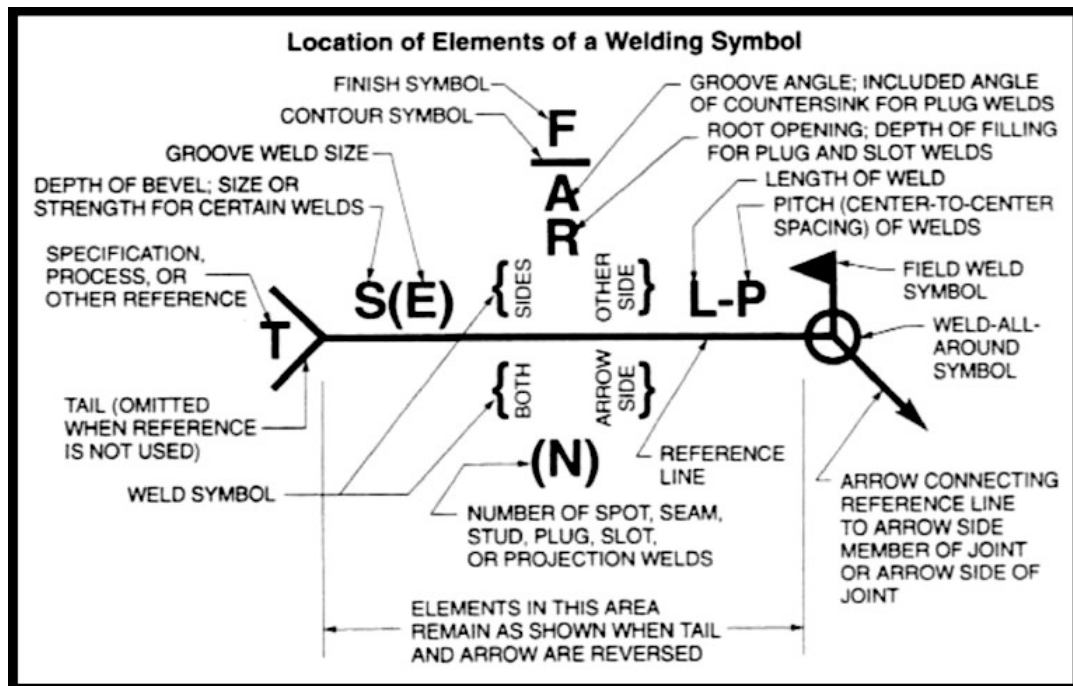 Location of Elements of a Welding Symbol
FINISH SYMBOL
CONTOUR SYMBOL
GROOVE WELD SIZE
DEPTH OF BEVEL; SIZE OR
STRENGTH FOR CERTAIN WELDS
SPECIFICATION,
PROCESS, OR
OTHER REFERENCE
F
A
R
GROOVE ANGLE; INCLUDED ANGLE
OF COUNTERSINK FOR PLUG WELDS
ROOT OPENING; DEPTH OF FILLING
FOR PLUG AND SLOT WELDS
LENGTH OF WELD
PITCH (CENTER-TO-CENTER
SPACING) OF WELDS
FIELD WELD
SYMBOL
WELD-ALL-
AROUND
SYMBOL
T
S(E)
{SIDES
OTHER
SIDE}
L-P
{BOTH
ARROW
SIDE}
(N)
TAIL (OMITTED
WHEN REFERENCE
IS NOT USED)
WELD SYMBOL
NUMBER OF SPOT, SEAM,
STUD, PLUG, SLOT,
OR PROJECTION WELDS
REFERENCE
LINE
ARROW CONNECTING
REFERENCE LINE
TO ARROW SIDE
MEMBER OF JOINT
OR ARROW SIDE OF
JOINT
ELEMENTS IN THIS AREA
REMAIN AS SHOWN WHEN TAIL
AND ARROW ARE REVERSED